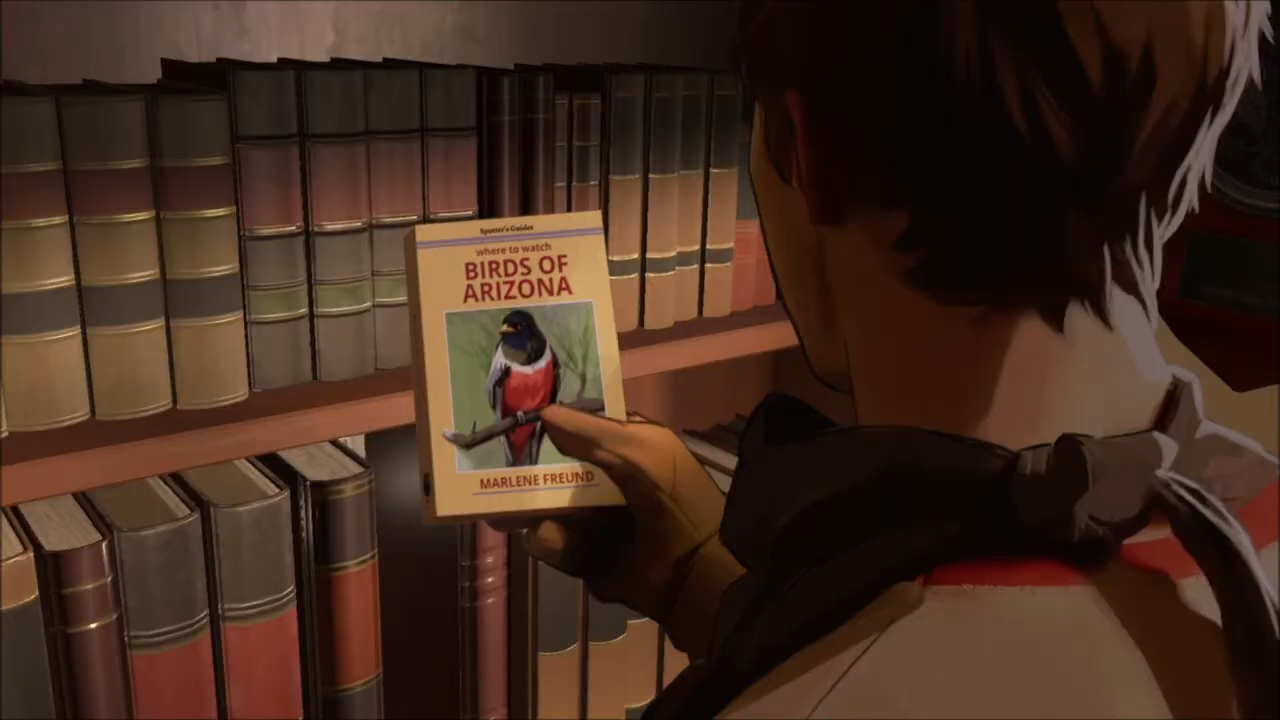 Spotter's Guides
where to watch
BIRDS OF
ARIZONA
MARLENE FREUND